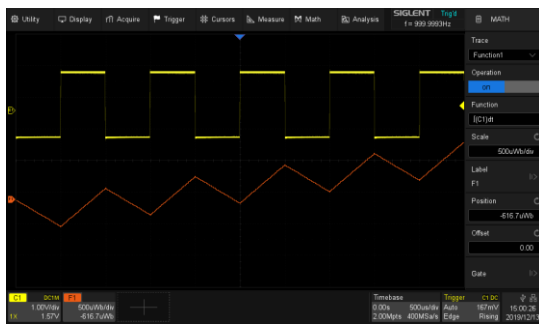 Utility Display Acquire Trigger Cursors Measure Math Analysis SIGLENT Trig'd MATH
f = 999.9993Hz
Trace
Function1
Operation
on
Function
∫(C1)dt
Scale
500uWb/div
Label
F1
Position
-616.7uWb
Offset
0.00
Gate
C1 DC1M F1 Timebase Trigger C1 DC
1.00V/div 500uWb/div 0.00s 500us/div Auto 167mV 15:00:26
1X 1.57V -616.7uWb 2.00Mpts 400MSa/s Edge Rising 2019/12/13